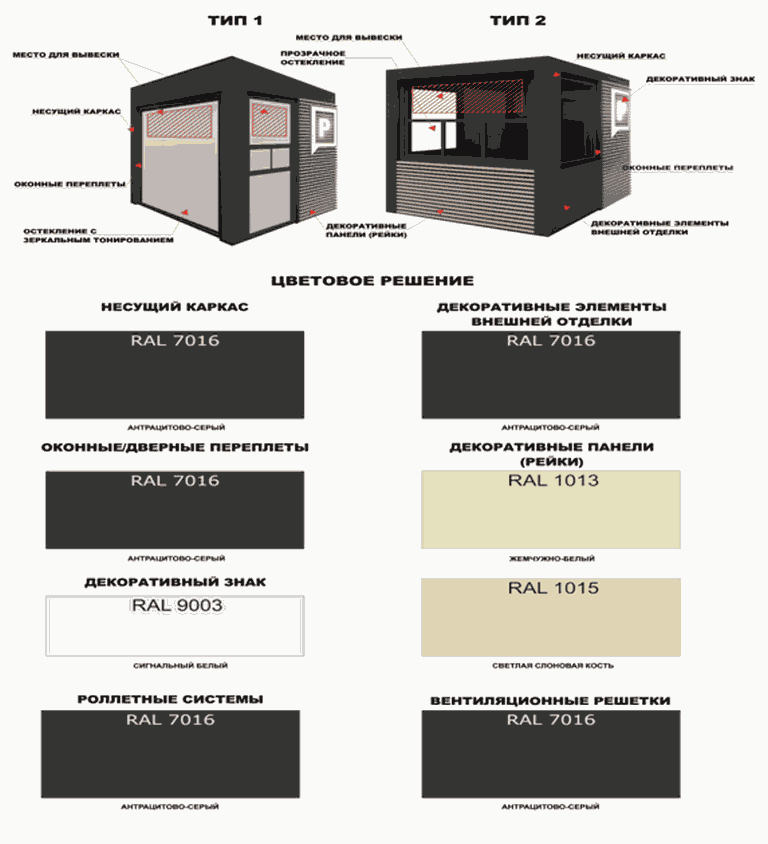 ТИП 1
ТИП 2
МЕСТО ДЛЯ ВЫВЕСКИ
МЕСТО ДЛЯ ВЫВЕСКИ
ПРОЗРАЧНОЕ
ОСТЕКЛЕНИЕ
НЕСУЩИЙ КАРКАС
ДЕКОРАТИВНЫЙ ЗНАК
НЕСУЩИЙ КАРКАС
P
P
ОКОННЫЕ ПЕРЕПЛЕТЫ
ОКОННЫЕ ПЕРЕПЛЕТЫ
ОСТЕКЛЕНИЕ С
ЗЕРКАЛЬНЫМ ТОНИРОВАНИЕМ
ДЕКОРАТИВНЫЕ
ПАНЕЛИ (РЕЙКИ)
ДЕКОРАТИВНЫЕ ЭЛЕМЕНТЫ
ВНЕШНЕЙ ОТДЕЛКИ
ЦВЕТОВОЕ РЕШЕНИЕ
НЕСУЩИЙ КАРКАС
RAL 7016
АНТРАЦИТОВО-СЕРЫЙ
ДЕКОРАТИВНЫЕ ЭЛЕМЕНТЫ
ВНЕШНЕЙ ОТДЕЛКИ
RAL 7016
АНТРАЦИТОВО-СЕРЫЙ
ОКОННЫЕ/ДВЕРНЫЕ ПЕРЕПЛЕТЫ
RAL 7016
АНТРАЦИТОВО-СЕРЫЙ
ДЕКОРАТИВНЫЕ ПАНЕЛИ
(РЕЙКИ)
RAL 1013
ЖЕМЧУЖНО-БЕЛЫЙ
ДЕКОРАТИВНЫЙ ЗНАК
RAL 9003
СИГНАЛЬНЫЙ БЕЛЫЙ
RAL 1015
СВЕТЛАЯ СЛОНОВАЯ КОСТЬ
РОЛЛЕТНЫЕ СИСТЕМЫ
RAL 7016
АНТРАЦИТОВО-СЕРЫЙ
ВЕНТИЛЯЦИОННЫЕ РЕШЕТКИ
RAL 7016
АНТРАЦИТОВО-СЕРЫЙ